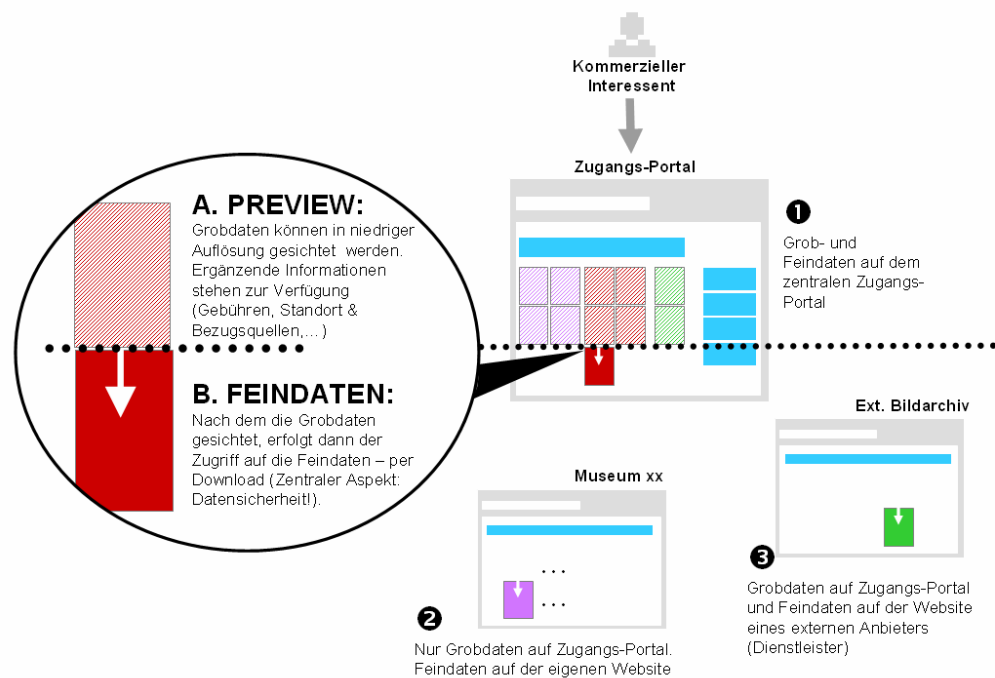 Kommerzieller
Interessent
Zugangs-Portal
A. PREVIEW:
Grobdaten können in niedriger
Auflösung gesichtet werden.
Ergänzende Informationen
stehen zur Verfügung
(Gebühren, Standort &
Bezugsquellen,... )
B. FEINDATEN:
Nach dem die Grobdaten
gesichtet, erfolgt dann der
Zugriff auf die Feindaten – per
Download (Zentraler Aspekt:
Datensicherheit!).
1
Grob- und
Feindaten auf dem
zentralen Zugangs-
Portal
Museum xx
...
...
2
Nur Grobdaten auf Zugangs-Portal.
Feindaten auf der eigenen Website
Ext. Bildarchiv
3
Grobdaten auf Zugangs-Portal
und Feindaten auf der Website
eines externen Anbieters
(Dienstleister)